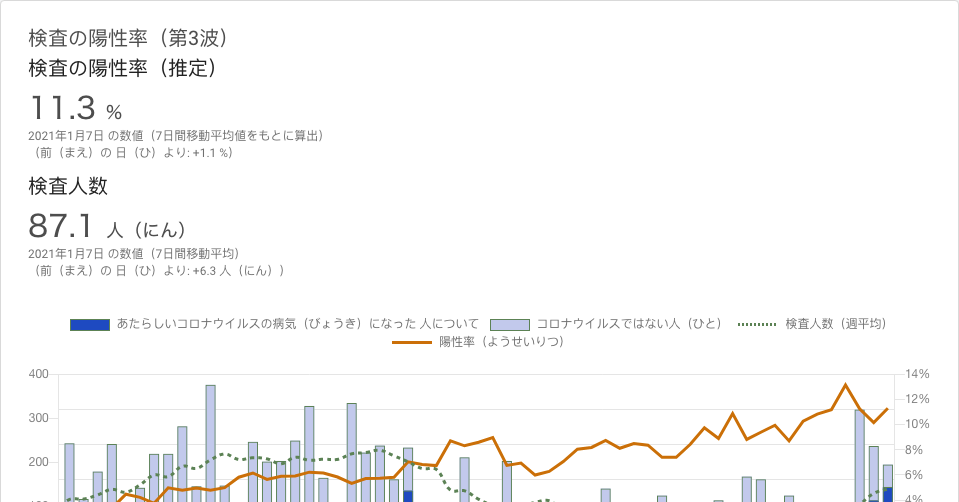 検査の陽性率（第3波）
検査の陽性率（推定）
11.3 %
2021年1月7日 の数値（7日間移動平均値をもとに算出）
（前（まえ）の 日（ひ）より: +1.1 %）
検査人数
87.1 人（にん）
2021年1月7日 の数値（7日間移動平均）
（前（まえ）の 日（ひ）より: +6.3 人（にん））
あたらしいコロナウイルスの病気（びょうき）になった 人について コロナウイルスではない人（ひと） 検査人数（週平均）
陽性率（ようせいりつ）
400 14%
12%
300 10%
200 8%
6%
4%